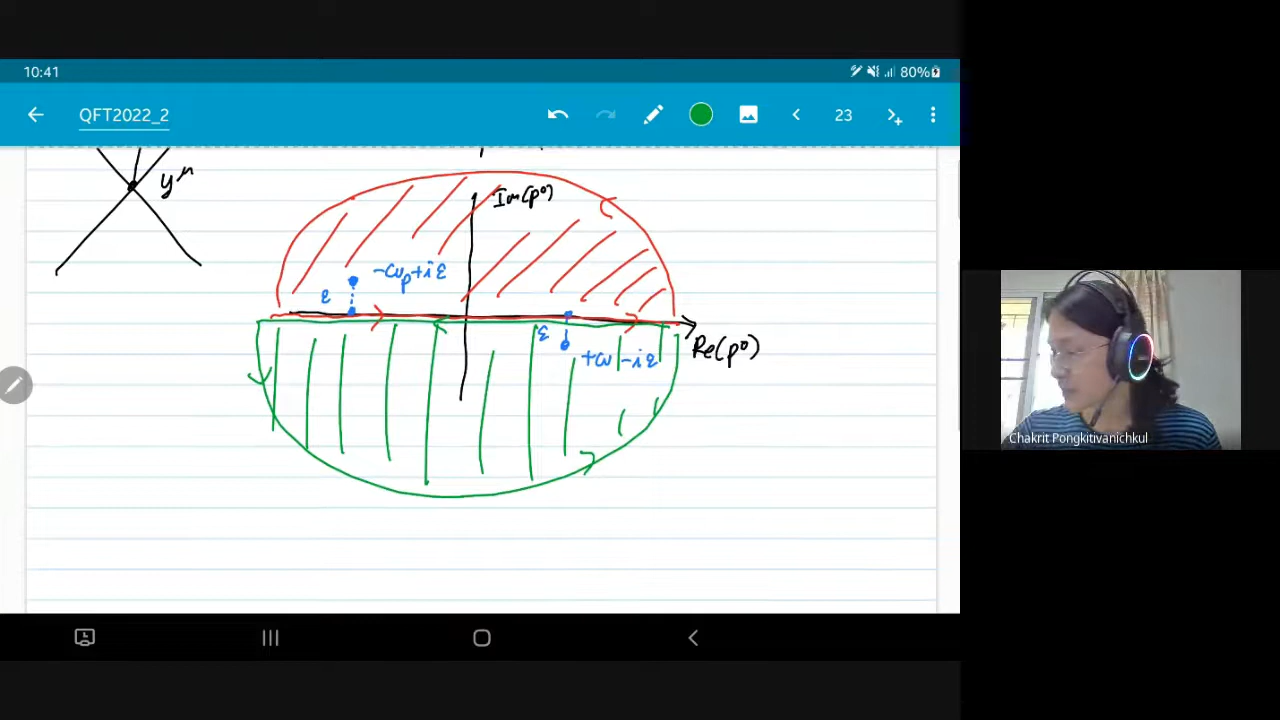 10:41
80%
QFT2022_2
23
y^μ
Im(p⁰)
-ω_p+iε
ε
ε
Re(p⁰)
+ω-iε
Chakrit Pongkitivanichkul